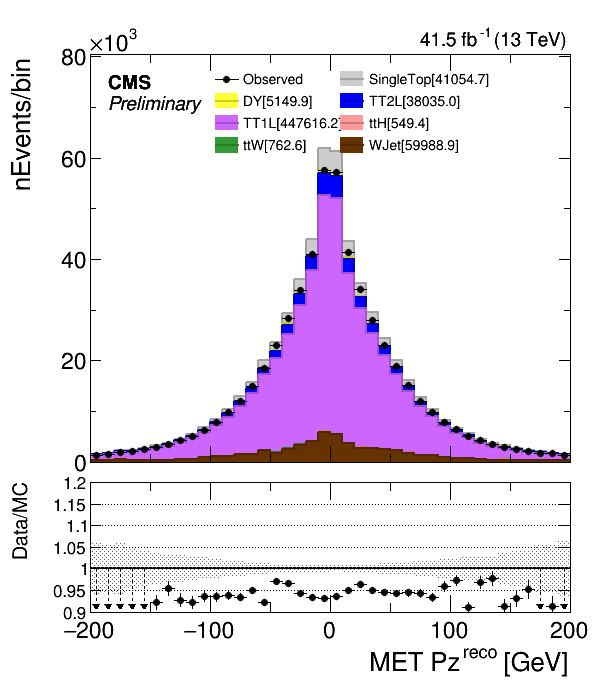 ×10³
41.5 fb⁻¹ (13 TeV)
CMS
Preliminary
Observed
SingleTop[41054.7]
DY[5149.9]
TT2L[38035.0]
TT1L[447616.2]
ttH[549.4]
ttW[762.6]
WJet[59988.9]
nEvents/bin
80
60
40
20
0
Data/MC
1.2
1.15
1.1
1.05
1
0.95
0.9
−200
−100
0
100
200
MET Pz reco [GeV]